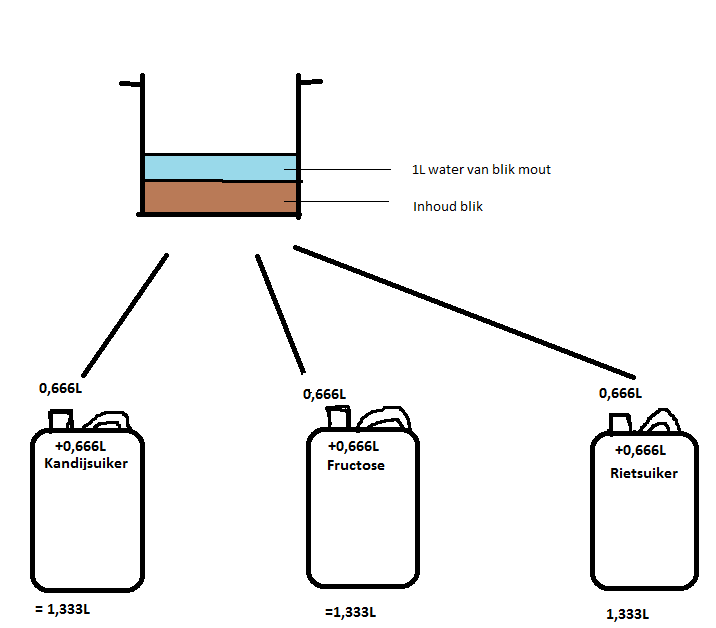 1L water van blik mout
Inhoud blik
0,666L
0,666L
0,666L
+0,666L
Kandijsuiker
+0,666L
Fructose
+0,666L
Rietsuiker
= 1,333L
=1,333L
1,333L